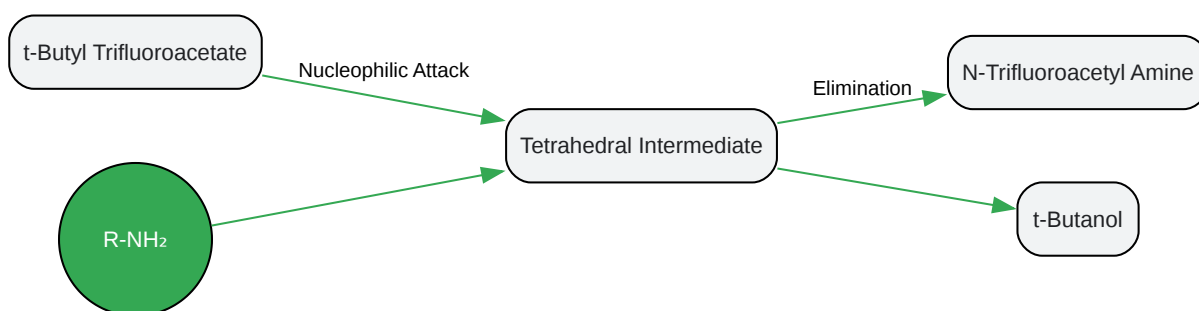 t-Butyl Trifluoroacetate
Nucleophilic Attack
R-NH₂
Tetrahedral Intermediate
Elimination
N-Trifluoroacetyl Amine
t-Butanol